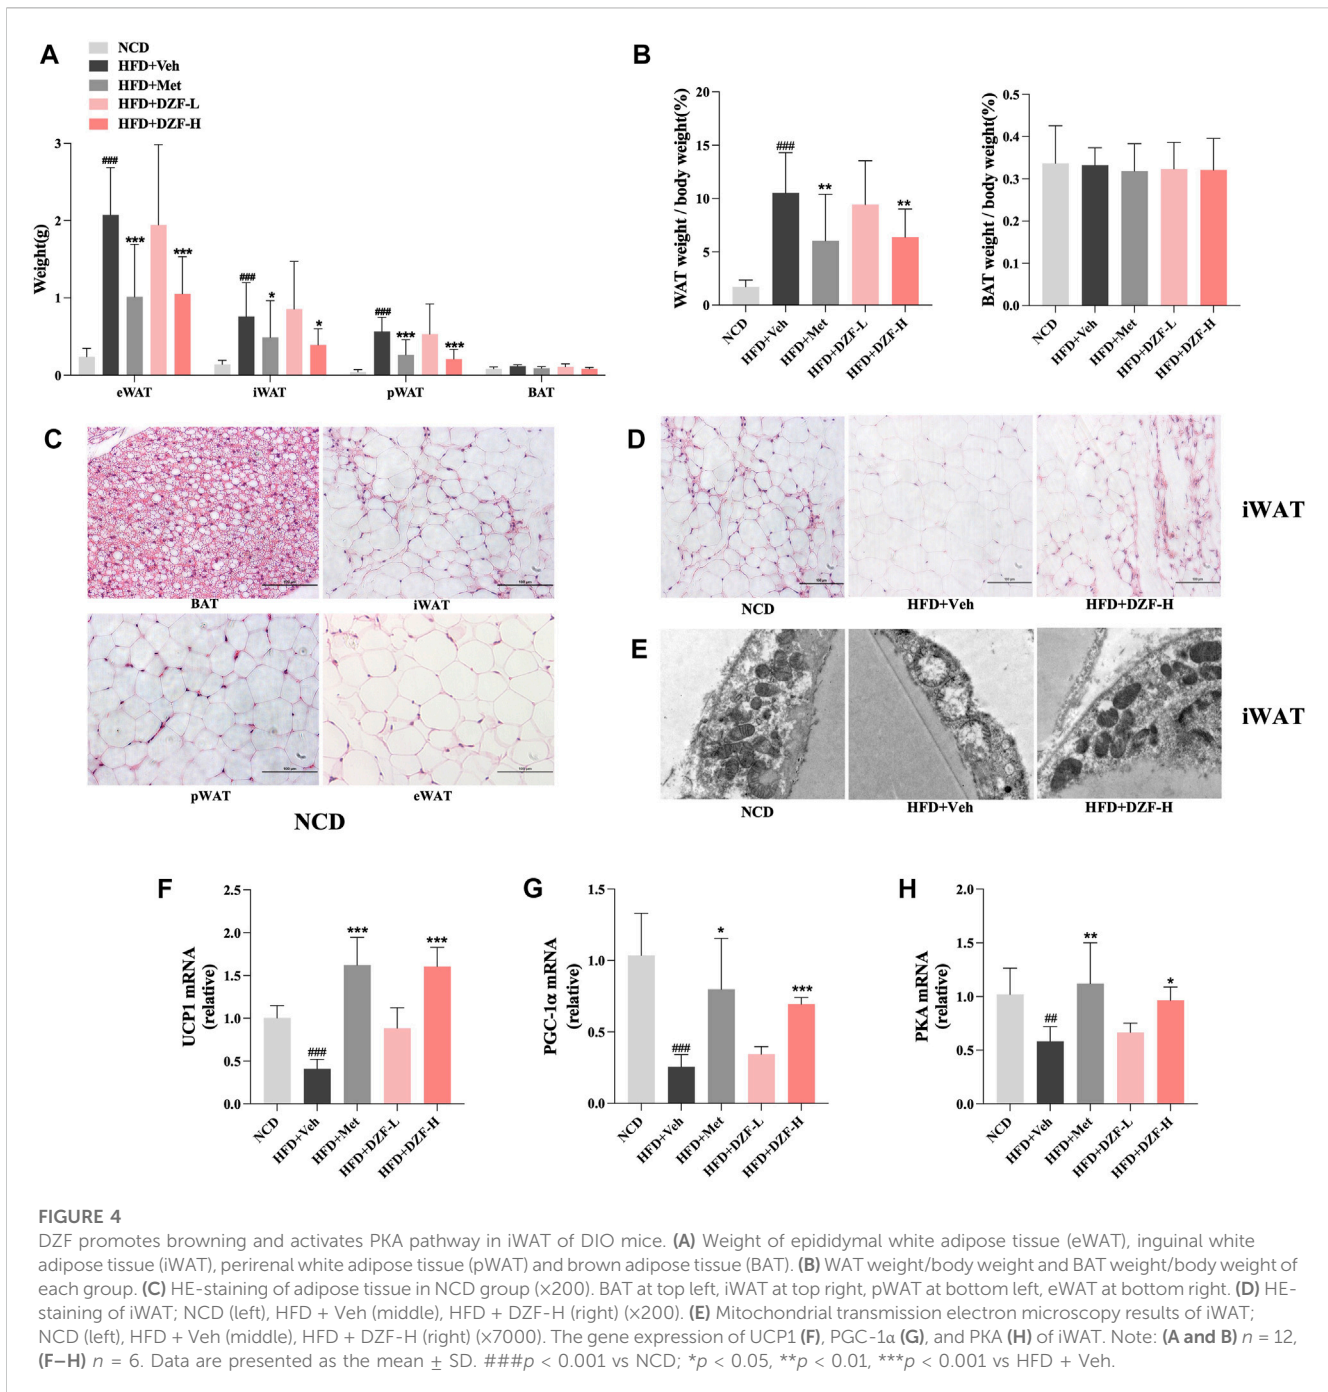 A
NCD
HFD+Veh
HFD+Met
HFD+DZF-L
HFD+DZF-H
Weight(g)
3
2
1
0
###
***
***
###
*
*
###
***
***
eWAT
iWAT
pWAT
BAT
B
WAT weight / body weight(%)
20
15
10
5
0
###
**
**
NCD
HFD+Veh
HFD+Met
HFD+DZF-L
HFD+DZF-H
BAT weight / body weight(%)
0.5
0.4
0.3
0.2
0.1
0.0
NCD
HFD+Veh
HFD+Met
HFD+DZF-L
HFD+DZF-H
C
100 μm
100 μm
BAT
iWAT
100 μm
100 μm
pWAT
eWAT
NCD
D
100 μm
100 μm
100 μm
NCD
HFD+Veh
HFD+DZF-H
iWAT
E
NCD
HFD+Veh
HFD+DZF-H
iWAT
F
UCP1 mRNA
(relative)
2.5
2.0
1.5
1.0
0.5
0.0
###
***
***
NCD
HFD+Veh
HFD+Met
HFD+DZF-L
HFD+DZF-H
G
PGC-1α mRNA
(relative)
1.5
1.0
0.5
0.0
###
*
***
NCD
HFD+Veh
HFD+Met
HFD+DZF-L
HFD+DZF-H
H
PKA mRNA
(relative)
2.0
1.5
1.0
0.5
0.0
##
**
*
NCD
HFD+Veh
HFD+Met
HFD+DZF-L
HFD+DZF-H
FIGURE 4
DZF promotes browning and activates PKA pathway in iWAT of DIO mice. (A) Weight of epididymal white adipose tissue (eWAT), inguinal white
adipose tissue (iWAT), perirenal white adipose tissue (pWAT) and brown adipose tissue (BAT). (B) WAT weight/body weight and BAT weight/body weight of
each group. (C) HE-staining of adipose tissue in NCD group (×200). BAT at top left, iWAT at top right, pWAT at bottom left, eWAT at bottom right. (D) HE-
staining of iWAT; NCD (left), HFD + Veh (middle), HFD + DZF-H (right) (×200). (E) Mitochondrial transmission electron microscopy results of iWAT;
NCD (left), HFD + Veh (middle), HFD + DZF-H (right) (×7000). The gene expression of UCP1 (F), PGC-1α (G), and PKA (H) of iWAT. Note: (A and B) n = 12,
(F–H) n = 6. Data are presented as the mean ± SD. ###p < 0.001 vs NCD; *p < 0.05, **p < 0.01, ***p < 0.001 vs HFD + Veh.